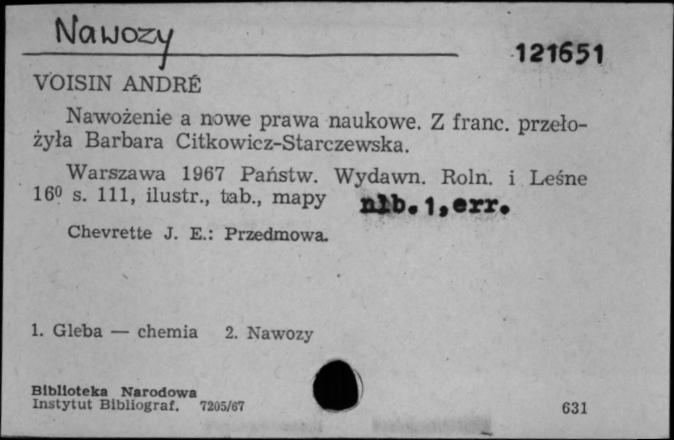 Nawozy
121651
VOISIN ANDRÉ
Nawożenie a nowe prawa naukowe. Z franc. przeło-
żyła Barbara Citkowicz-Starczewska.
Warszawa 1967 Państw. Wydawn. Roln. i Leśne
16⁰ s. 111, ilustr., tab., mapy nlb. 1, err.
Chevrette J. E.: Przedmowa.
1. Gleba — chemia 2. Nawozy
Biblioteka Narodowa
Instytut Bibliograf. 7205/67
631